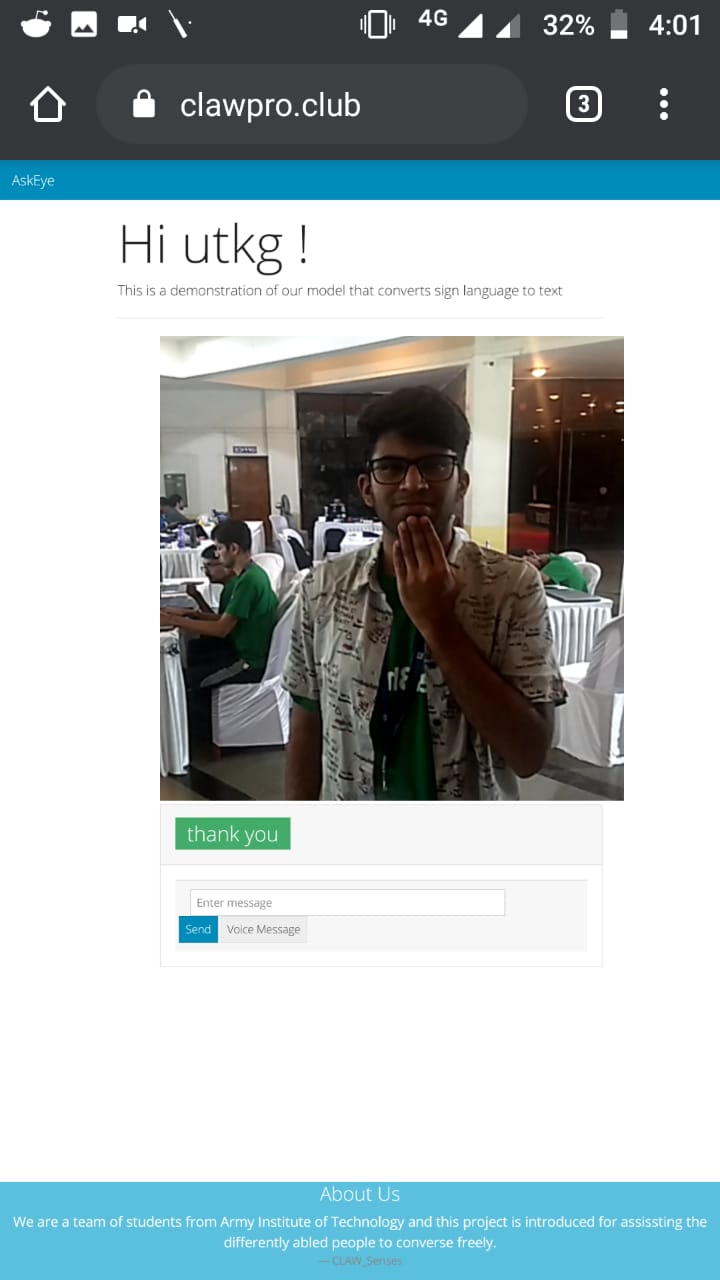 4G 32% 4:01
clawpro.club 3
AskEye
Hi utkg !
This is a demonstration of our model that converts sign language to text
thank you
Enter message
Send Voice Message
About Us
We are a team of students from Army Institute of Technology and this project is introduced for assissting the
differently abled people to converse freely.
— CLAW_Senses